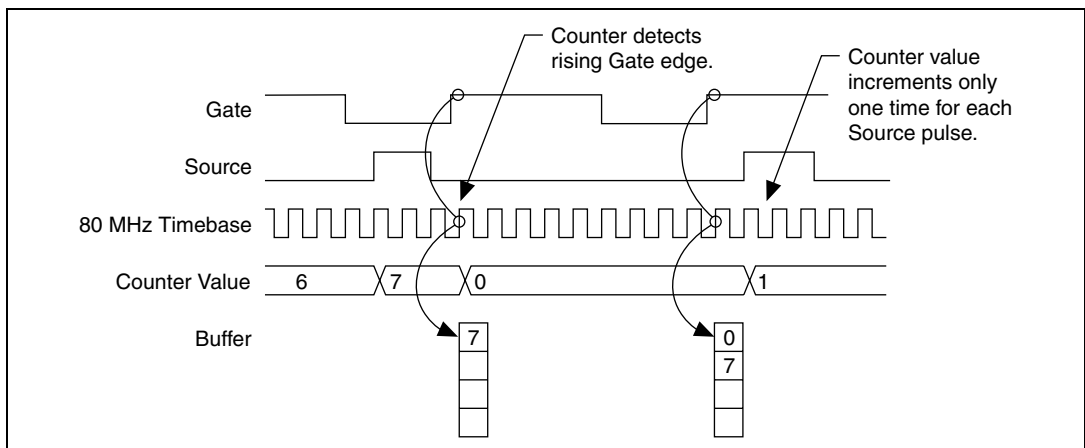 Counter detects
rising Gate edge.
Counter value
increments only
one time for each
Source pulse.
Gate
Source
80 MHz Timebase
Counter Value
6 7 0 1
Buffer
7 0
7